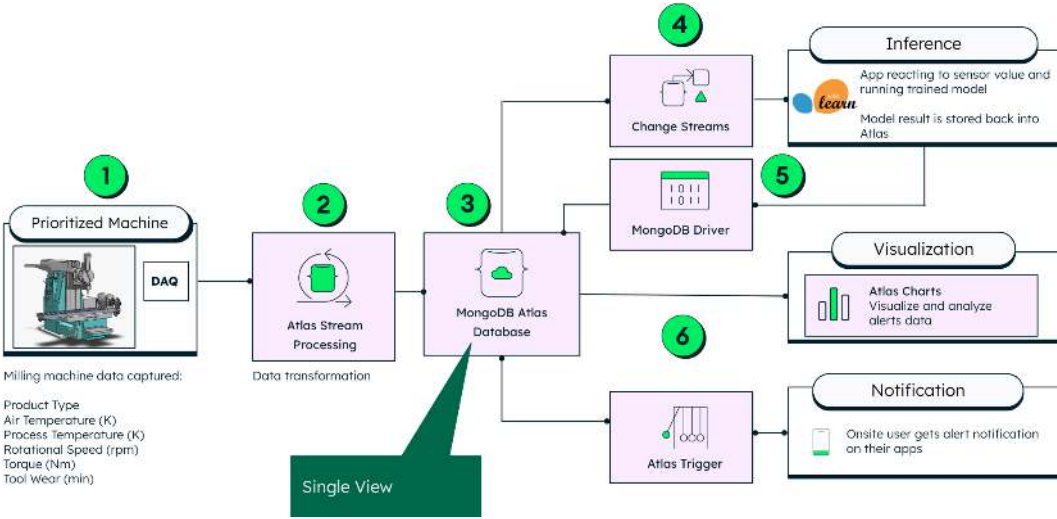 1
Prioritized Machine
DAQ
Milling machine data captured:
Product Type
Air Temperature (K)
Process Temperature (K)
Rotational Speed (rpm)
Torque (Nm)
Tool Wear (min)
2
Atlas Stream
Processing
Data transformation
3
MongoDB Atlas
Database
Single View
4
Change Streams
Inference
learn
App reacting to sensor value and
running trained model
Model result is stored back into
Atlas
5
1011
1011
MongoDB Driver
Visualization
Atlas Charts
Visualize and analyze
alerts data
6
Atlas Trigger
Notification
Onsite user gets alert notification
on their apps